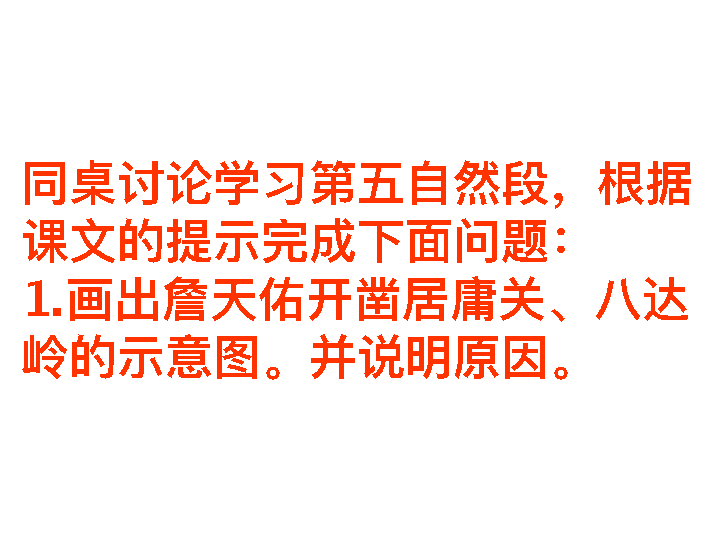 同桌讨论学习第五自然段，根据
课文的提示完成下面问题：
1.画出詹天佑开凿居庸关、八达
岭的示意图。并说明原因。